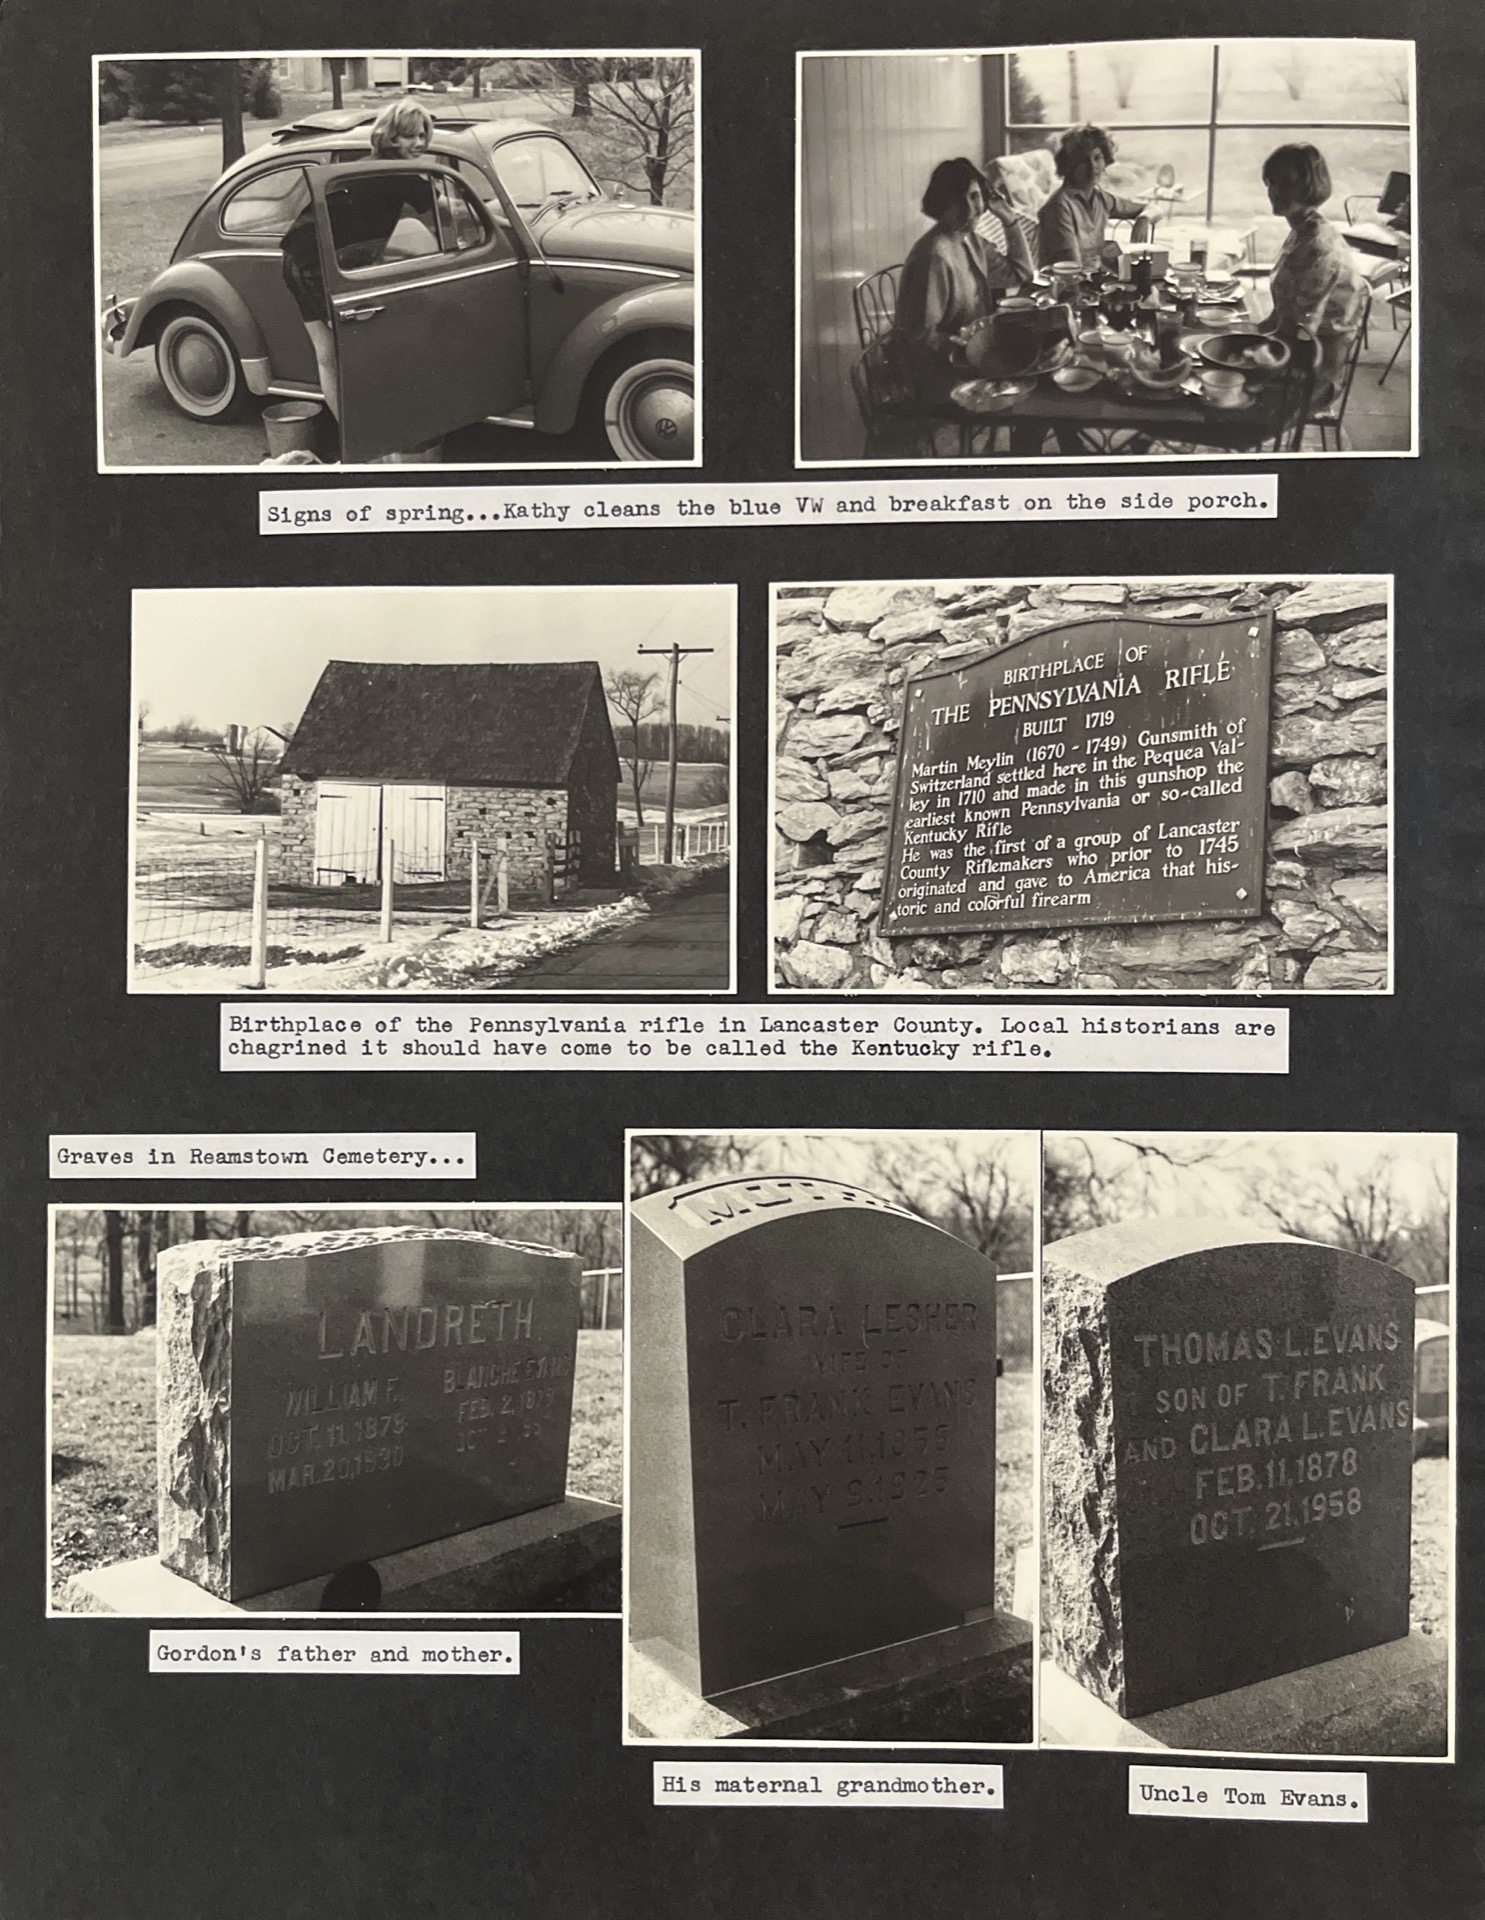 Signs of spring...Kathy cleans the blue VW and breakfast on the side porch.
BIRTHPLACE OF
THE PENNSYLVANIA RIFLE
BUILT 1719
Martin Meylin (1670 - 1749) Gunsmith of
Switzerland settled here in the Pequea Val-
ley in 1710 and made in this gunshop the
earliest known Pennsylvania or so-called
Kentucky Rifle
He was the first of a group of Lancaster
County Riflemakers who prior to 1745
originated and gave to America that his-
toric and colorful firearm
Birthplace of the Pennsylvania rifle in Lancaster County. Local historians are
chagrined it should have come to be called the Kentucky rifle.
Graves in Reamstown Cemetery...
LANDRETH
WILLIAM F.
OCT. 11, 1878
MAR. 20, 1930
BLANCHE EVANS
FEB. 2, 1879
Gordon's father and mother.
MOTHER
CLARA LESHER
WIFE OF
T. FRANK EVANS
MAY 11, 1856
MAY 9, 1925
His maternal grandmother.
THOMAS L. EVANS
SON OF T. FRANK
AND CLARA L. EVANS
FEB. 11, 1878
OCT. 21, 1958
Uncle Tom Evans.